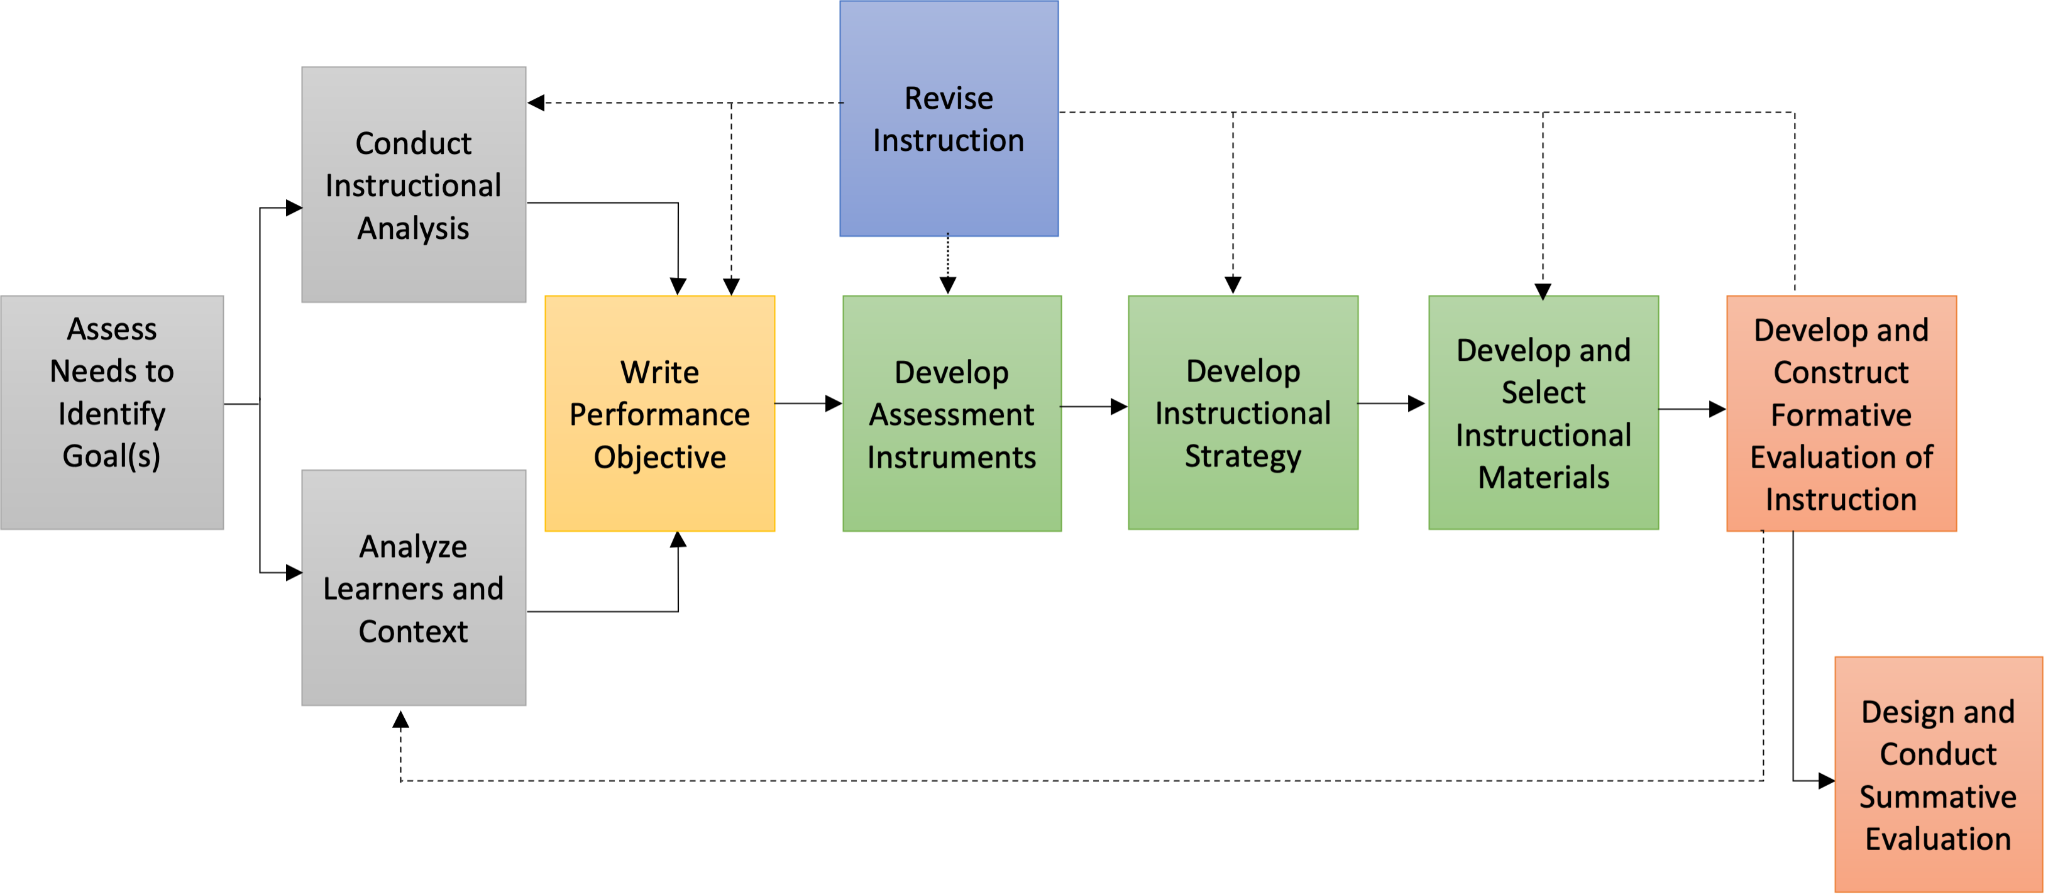 Revise
Instruction
Conduct
Instructional
Analysis
Assess
Needs to
Identify
Goal(s)
Analyze
Learners and
Context
Write
Performance
Objective
Develop
Assessment
Instruments
Develop
Instructional
Strategy
Develop and
Select
Instructional
Materials
Develop and
Construct
Formative
Evaluation of
Instruction
Design and
Conduct
Summative
Evaluation